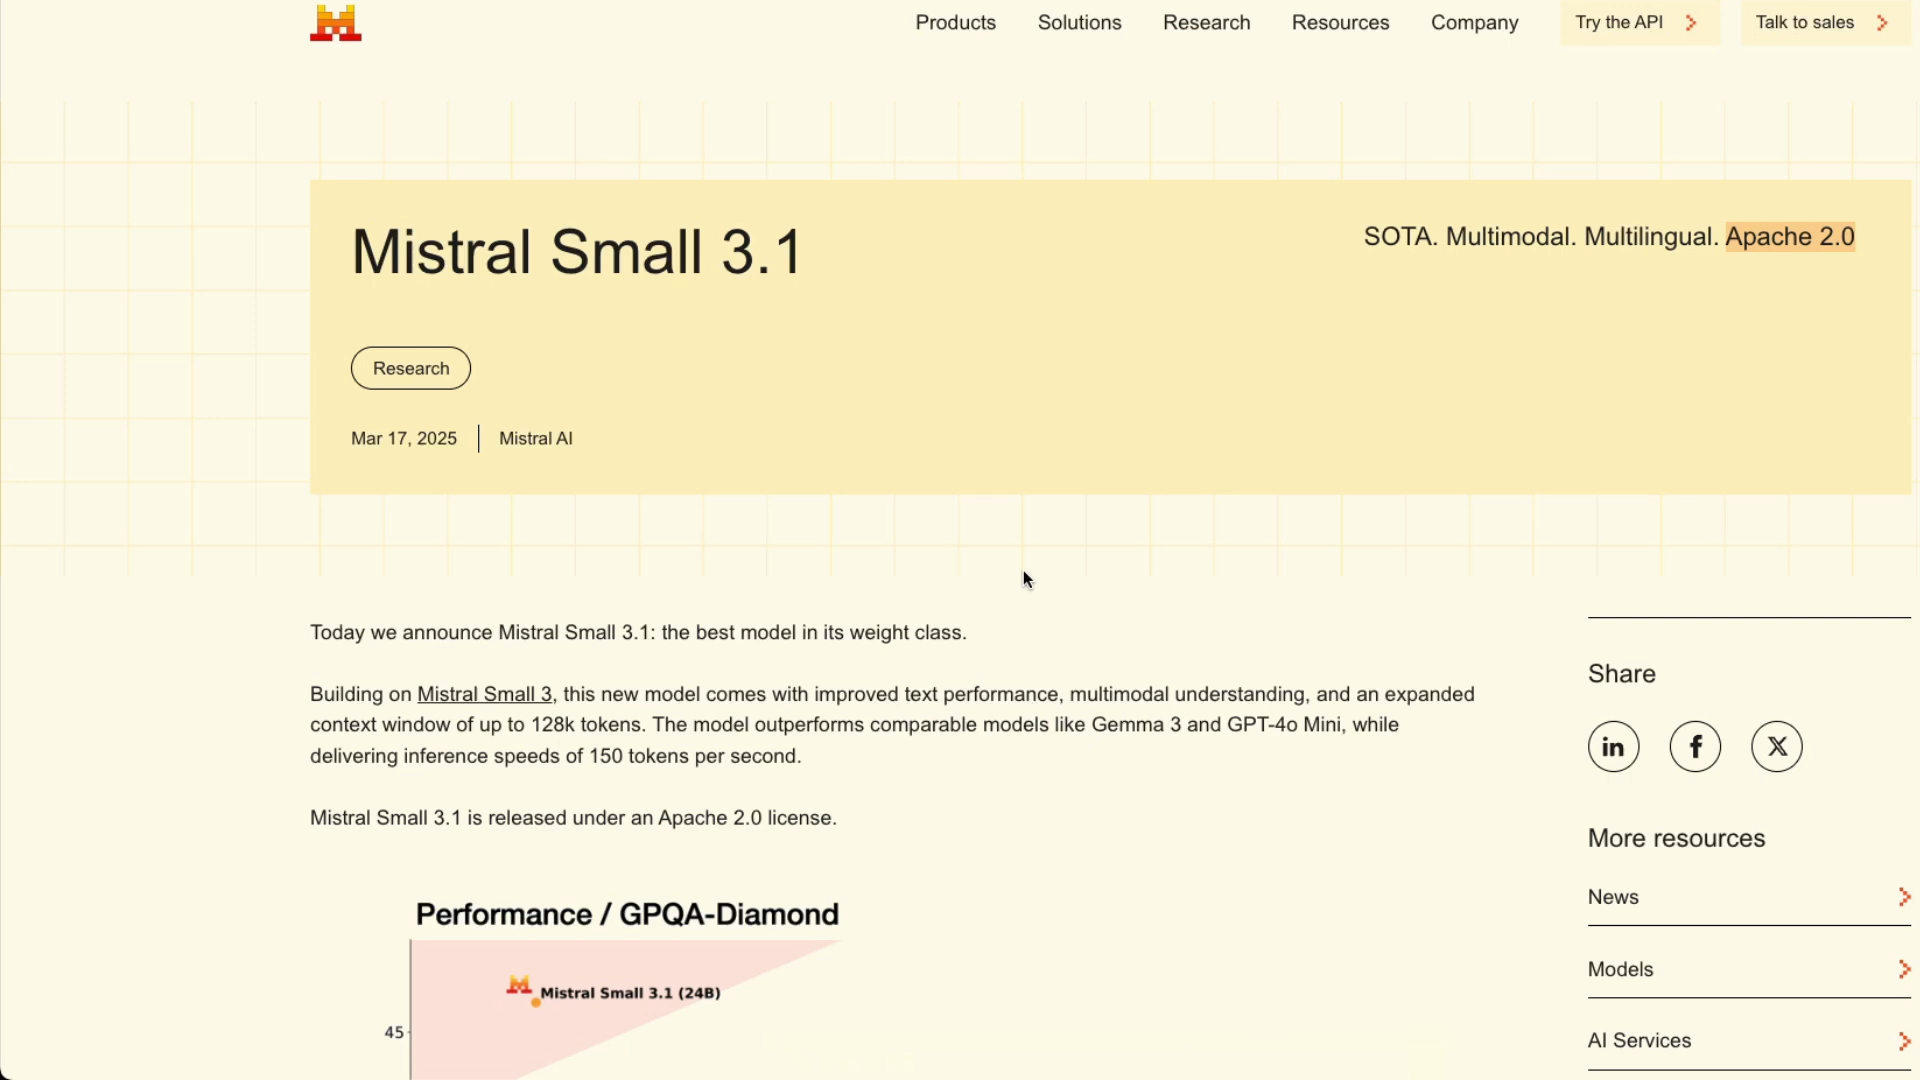 Products Solutions Research Resources Company Try the API Talk to sales
Mistral Small 3.1
SOTA. Multimodal. Multilingual. Apache 2.0
Research
Mar 17, 2025 Mistral AI
Today we announce Mistral Small 3.1: the best model in its weight class.
Building on Mistral Small 3, this new model comes with improved text performance, multimodal understanding, and an expanded
context window of up to 128k tokens. The model outperforms comparable models like Gemma 3 and GPT-4o Mini, while
delivering inference speeds of 150 tokens per second.
Mistral Small 3.1 is released under an Apache 2.0 license.
Performance / GPQA-Diamond
Mistral Small 3.1 (24B)
45
Share
in f X
More resources
News
Models
AI Services